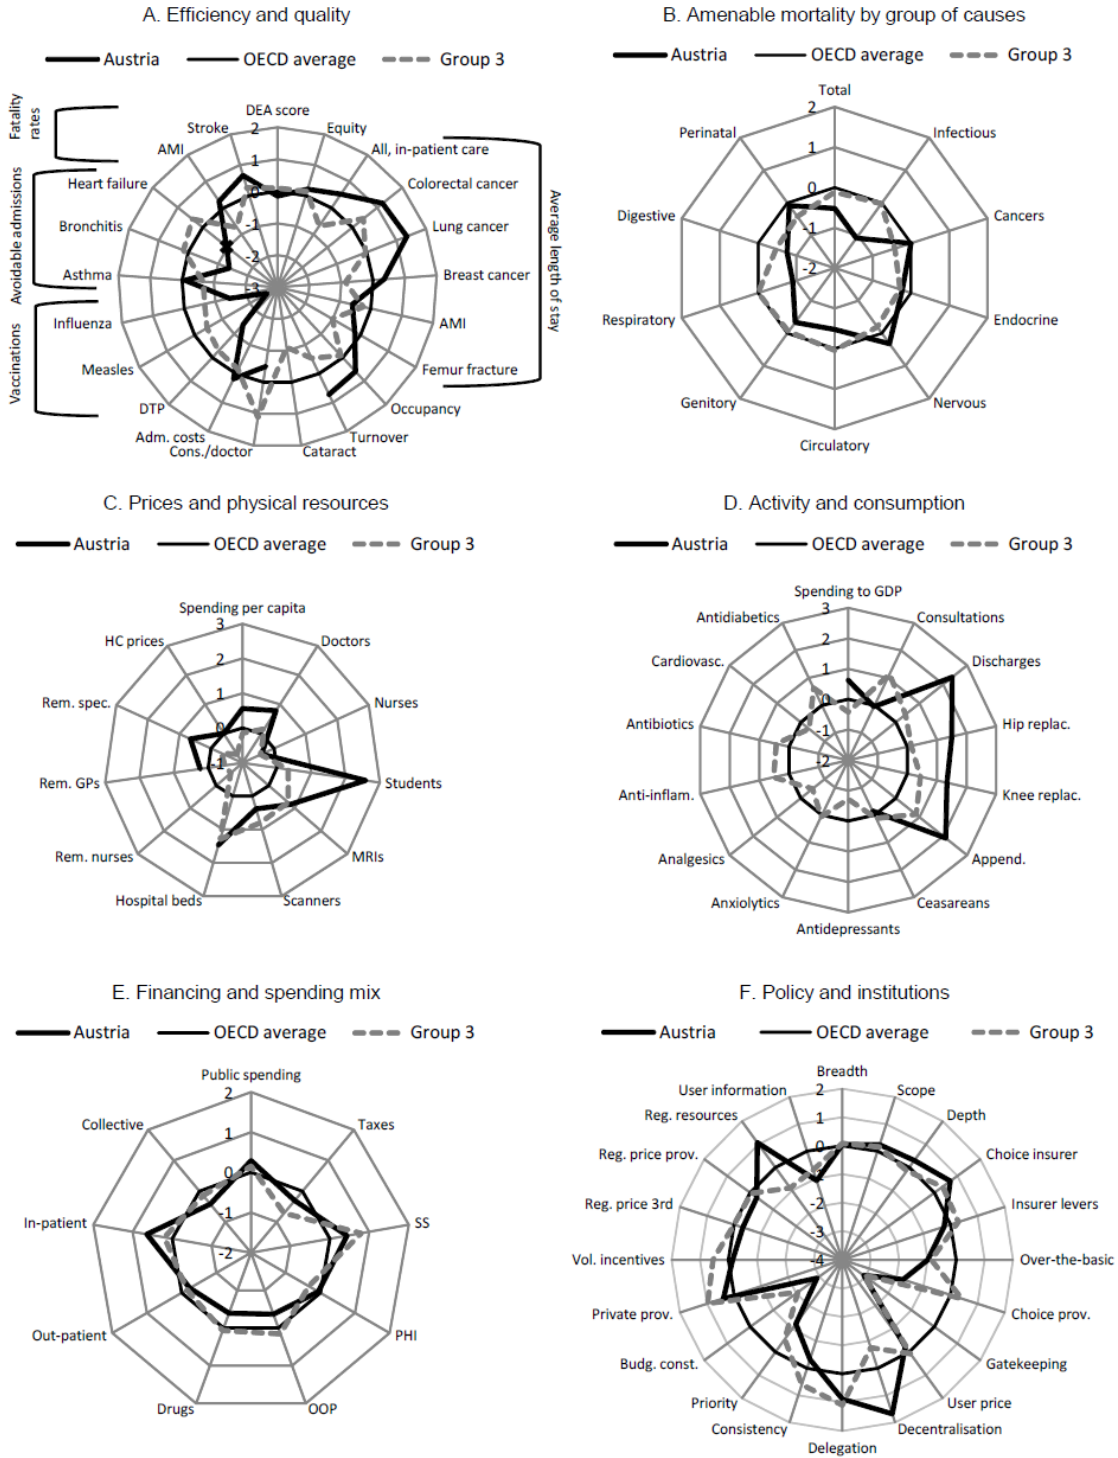 A. Efficiency and quality
Austria OECD average Group 3
Fatality rates
Avoidable admissions
Vaccinations
Average length of stay
DEA score
Equity
All, in-patient care
Colorectal cancer
Lung cancer
Breast cancer
AMI
Femur fracture
Occupancy
Turnover
Cataract
Cons./doctor
Adm. costs
DTP
Measles
Influenza
Asthma
Bronchitis
Heart failure
AMI
Stroke
2
1
0
-1
-2
-3
B. Amenable mortality by group of causes
Austria OECD average Group 3
Total
Infectious
Cancers
Endocrine
Nervous
Circulatory
Genitory
Respiratory
Digestive
Perinatal
2
1
0
-1
-2
C. Prices and physical resources
Austria OECD average Group 3
Spending per capita
Doctors
Nurses
Students
MRIs
Scanners
Hospital beds
Rem. nurses
Rem. GPs
Rem. spec.
HC prices
3
2
1
0
-1
D. Activity and consumption
Austria OECD average Group 3
Spending to GDP
Consultations
Discharges
Hip replac.
Knee replac.
Append.
Ceasareans
Antidepressants
Anxiolytics
Analgesics
Anti-inflam.
Antibiotics
Cardiovasc.
Antidiabetics
3
2
1
0
-1
-2
E. Financing and spending mix
Austria OECD average Group 3
Public spending
Taxes
SS
PHI
OOP
Drugs
Out-patient
In-patient
Collective
2
1
0
-1
-2
F. Policy and institutions
Austria OECD average Group 3
Breadth
Scope
Depth
Choice insurer
Insurer levers
Over-the-basic
Choice prov.
Gatekeeping
User price
Decentralisation
Delegation
Consistency
Priority
Budg. const.
Private prov.
Vol. incentives
Reg. price 3rd
Reg. price prov.
Reg. resources
User information
2
1
0
-1
-2
-3
-4